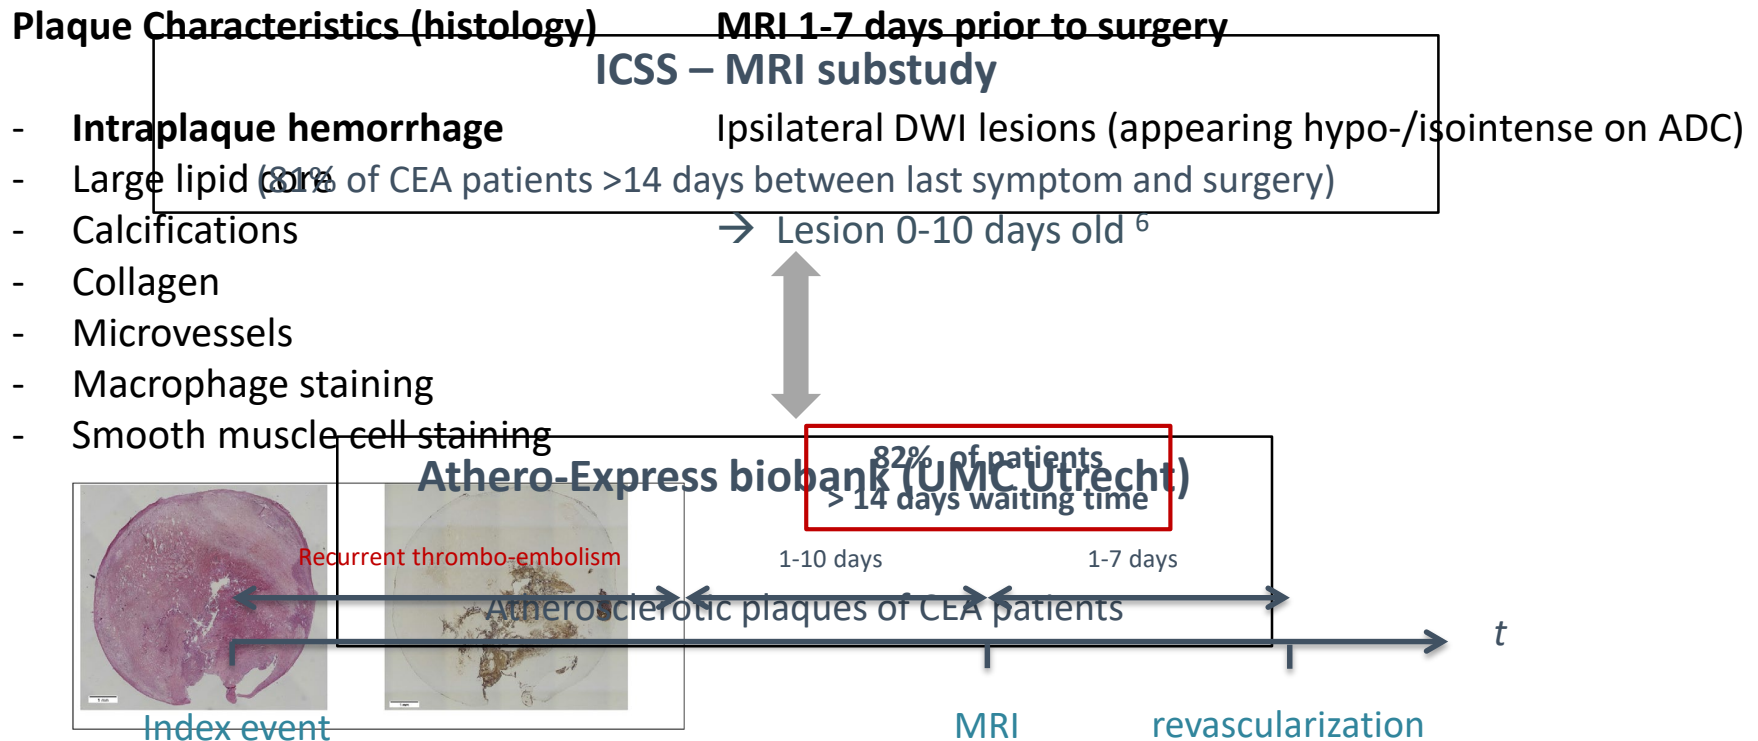 Plaque Characteristics (histology)
MRI 1-7 days prior to surgery
ICSS – MRI substudy
- Intraplaque hemorrhage
Ipsilateral DWI lesions (appearing hypo-/isointense on ADC)
- Large lipid core
(81% of CEA patients >14 days between last symptom and surgery)
- Calcifications
→ Lesion 0-10 days old 6
- Collagen
- Microvessels
- Macrophage staining
- Smooth muscle cell staining
82% of patients
> 14 days waiting time
Athero-Express biobank (UMC Utrecht)
Recurrent thrombo-embolism
1-10 days
1-7 days
Atherosclerotic plaques of CEA patients
t
Index event
MRI
revascularization